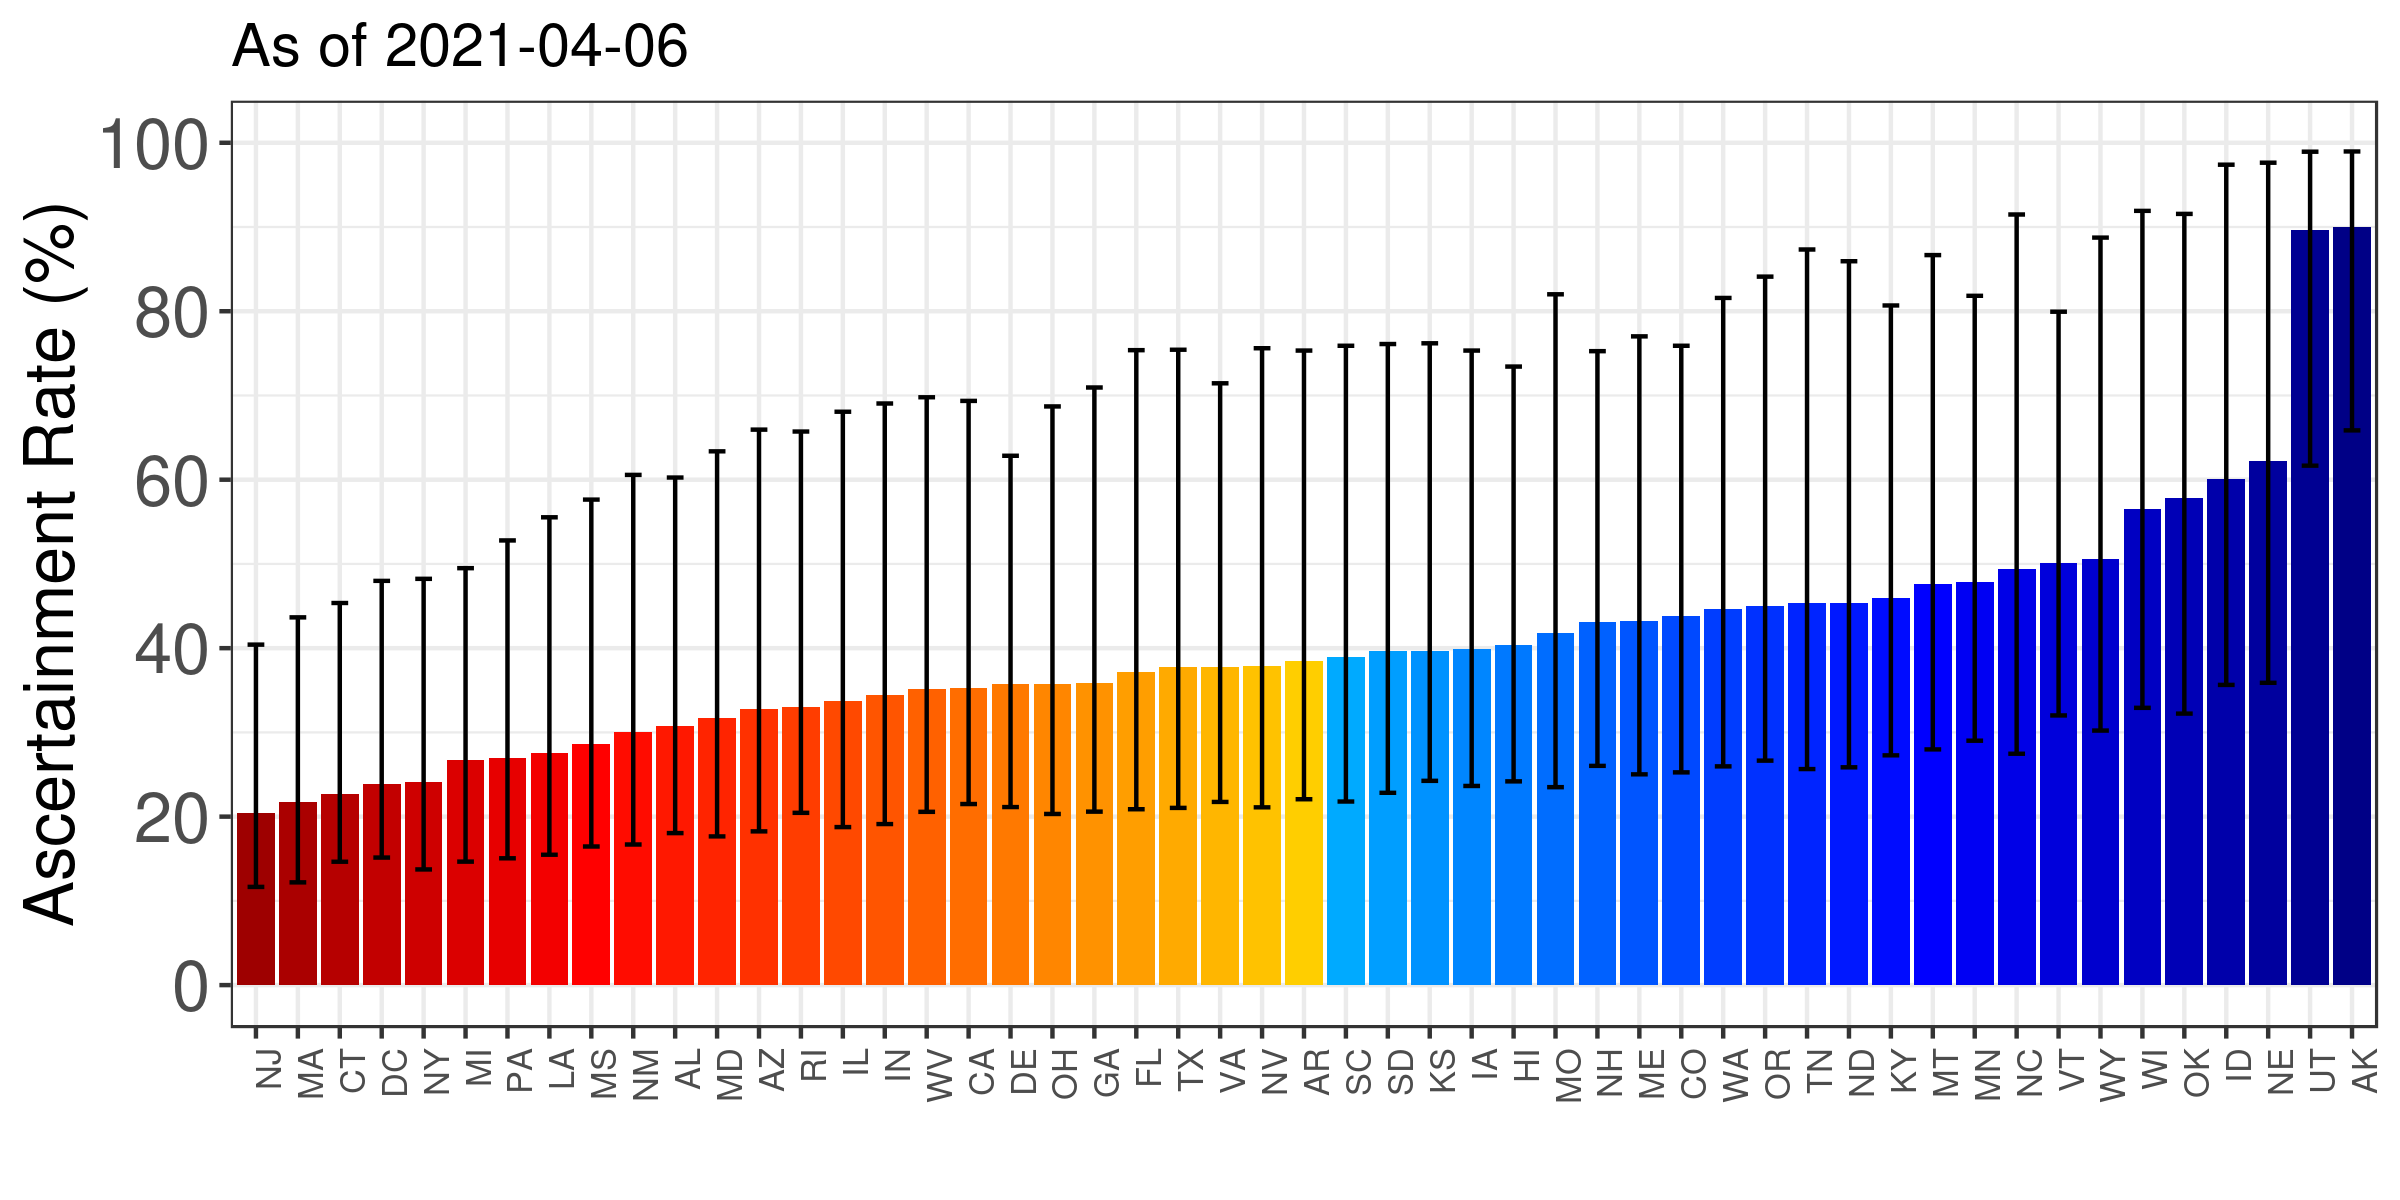 As of 2021-04-06
Ascertainment Rate (%)
100
80
60
40
20
0
NJ
MA
CT
DC
NY
MI
PA
LA
MS
NM
AL
MD
AZ
RI
IL
IN
WV
CA
DE
OH
GA
FL
TX
VA
NV
AR
SC
SD
KS
IA
HI
MO
NH
ME
CO
WA
OR
TN
ND
KY
MT
MN
NC
VT
WY
WI
OK
ID
NE
UT
AK